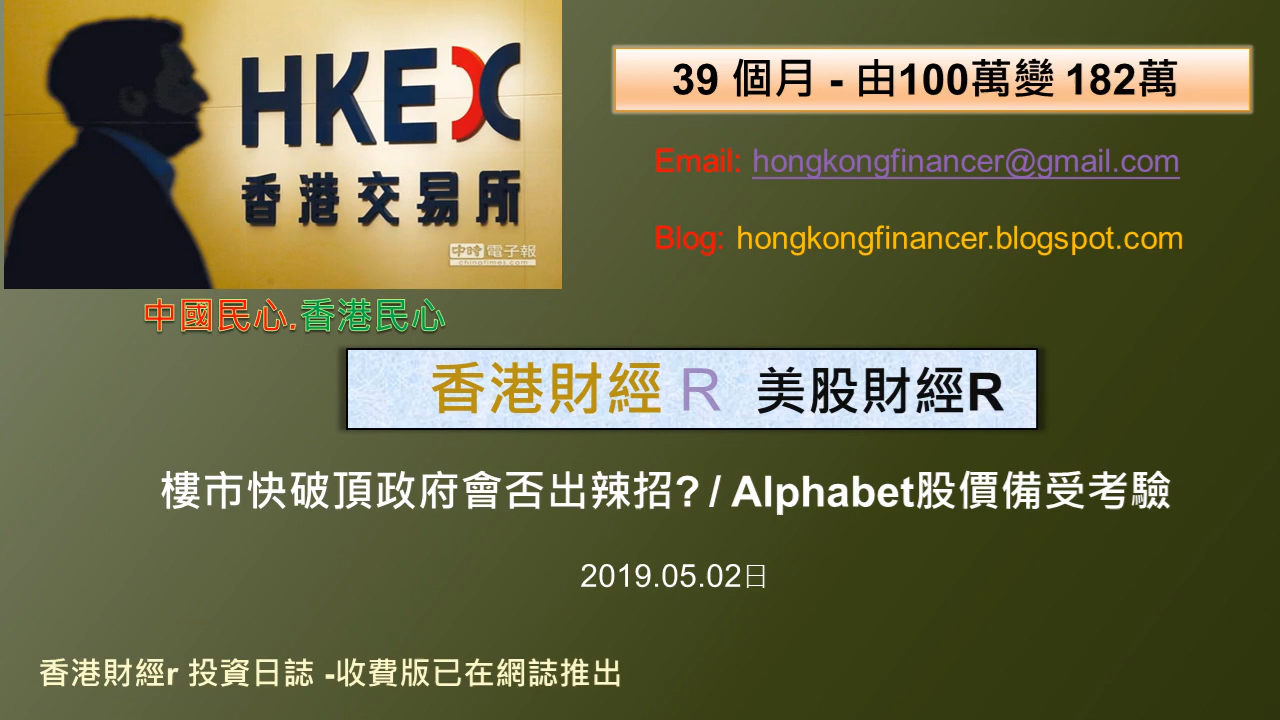 HKEX
香港交易所
中時 電子報
chinatimes.com
39 個月 - 由100萬變 182萬
Email: hongkongfinancer@gmail.com
Blog: hongkongfinancer.blogspot.com
中國民心.香港民心
香港財經 R 美股財經R
樓市快破頂政府會否出辣招? / Alphabet股價備受考驗
2019.05.02日
香港財經r 投資日誌 -收費版已在網誌推出